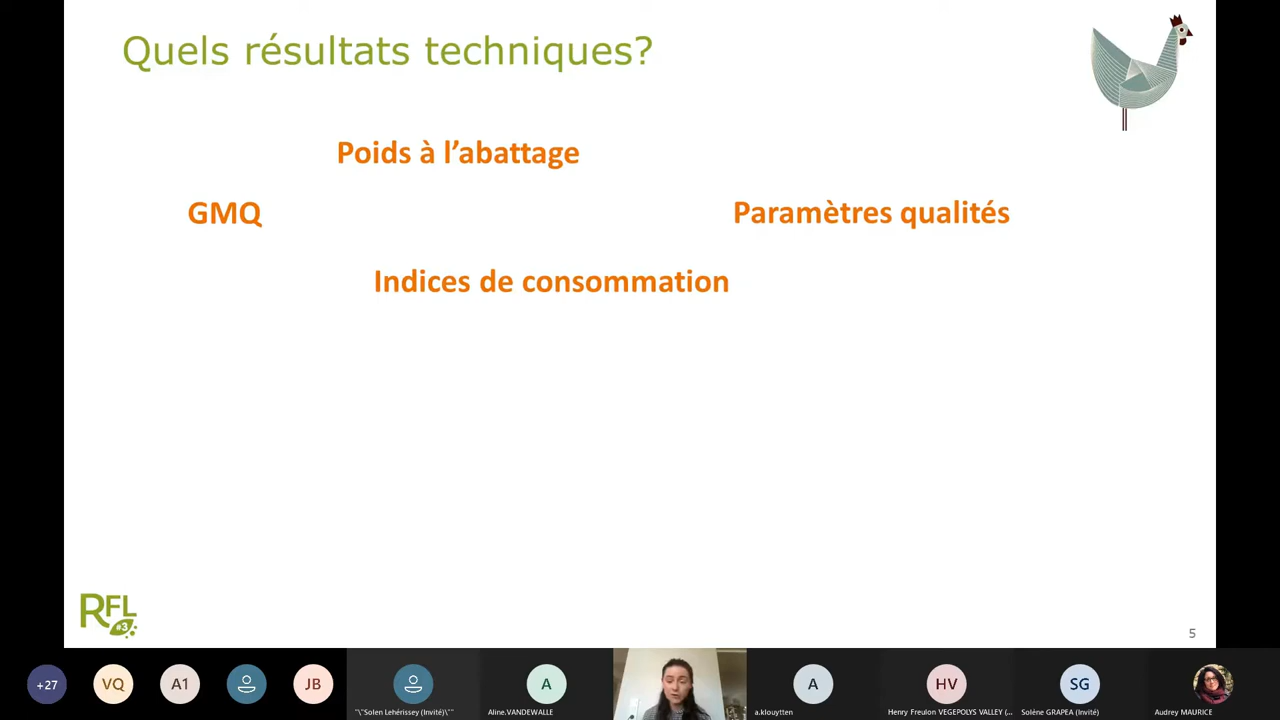 Quels résultats techniques?
Poids à l'abattage
GMQ
Paramètres qualités
Indices de consommation
RFL
#3
5
+27
VQ
A1
JB
"\"Solen Lehérissey (Invité)\""
A
Aline.VANDEWALLE
A
a.klouytten
HV
Henry Freulon VEGEPOLYS VALLEY (...
SG
Solène GRAPEA (Invité)
Audrey MAURICE